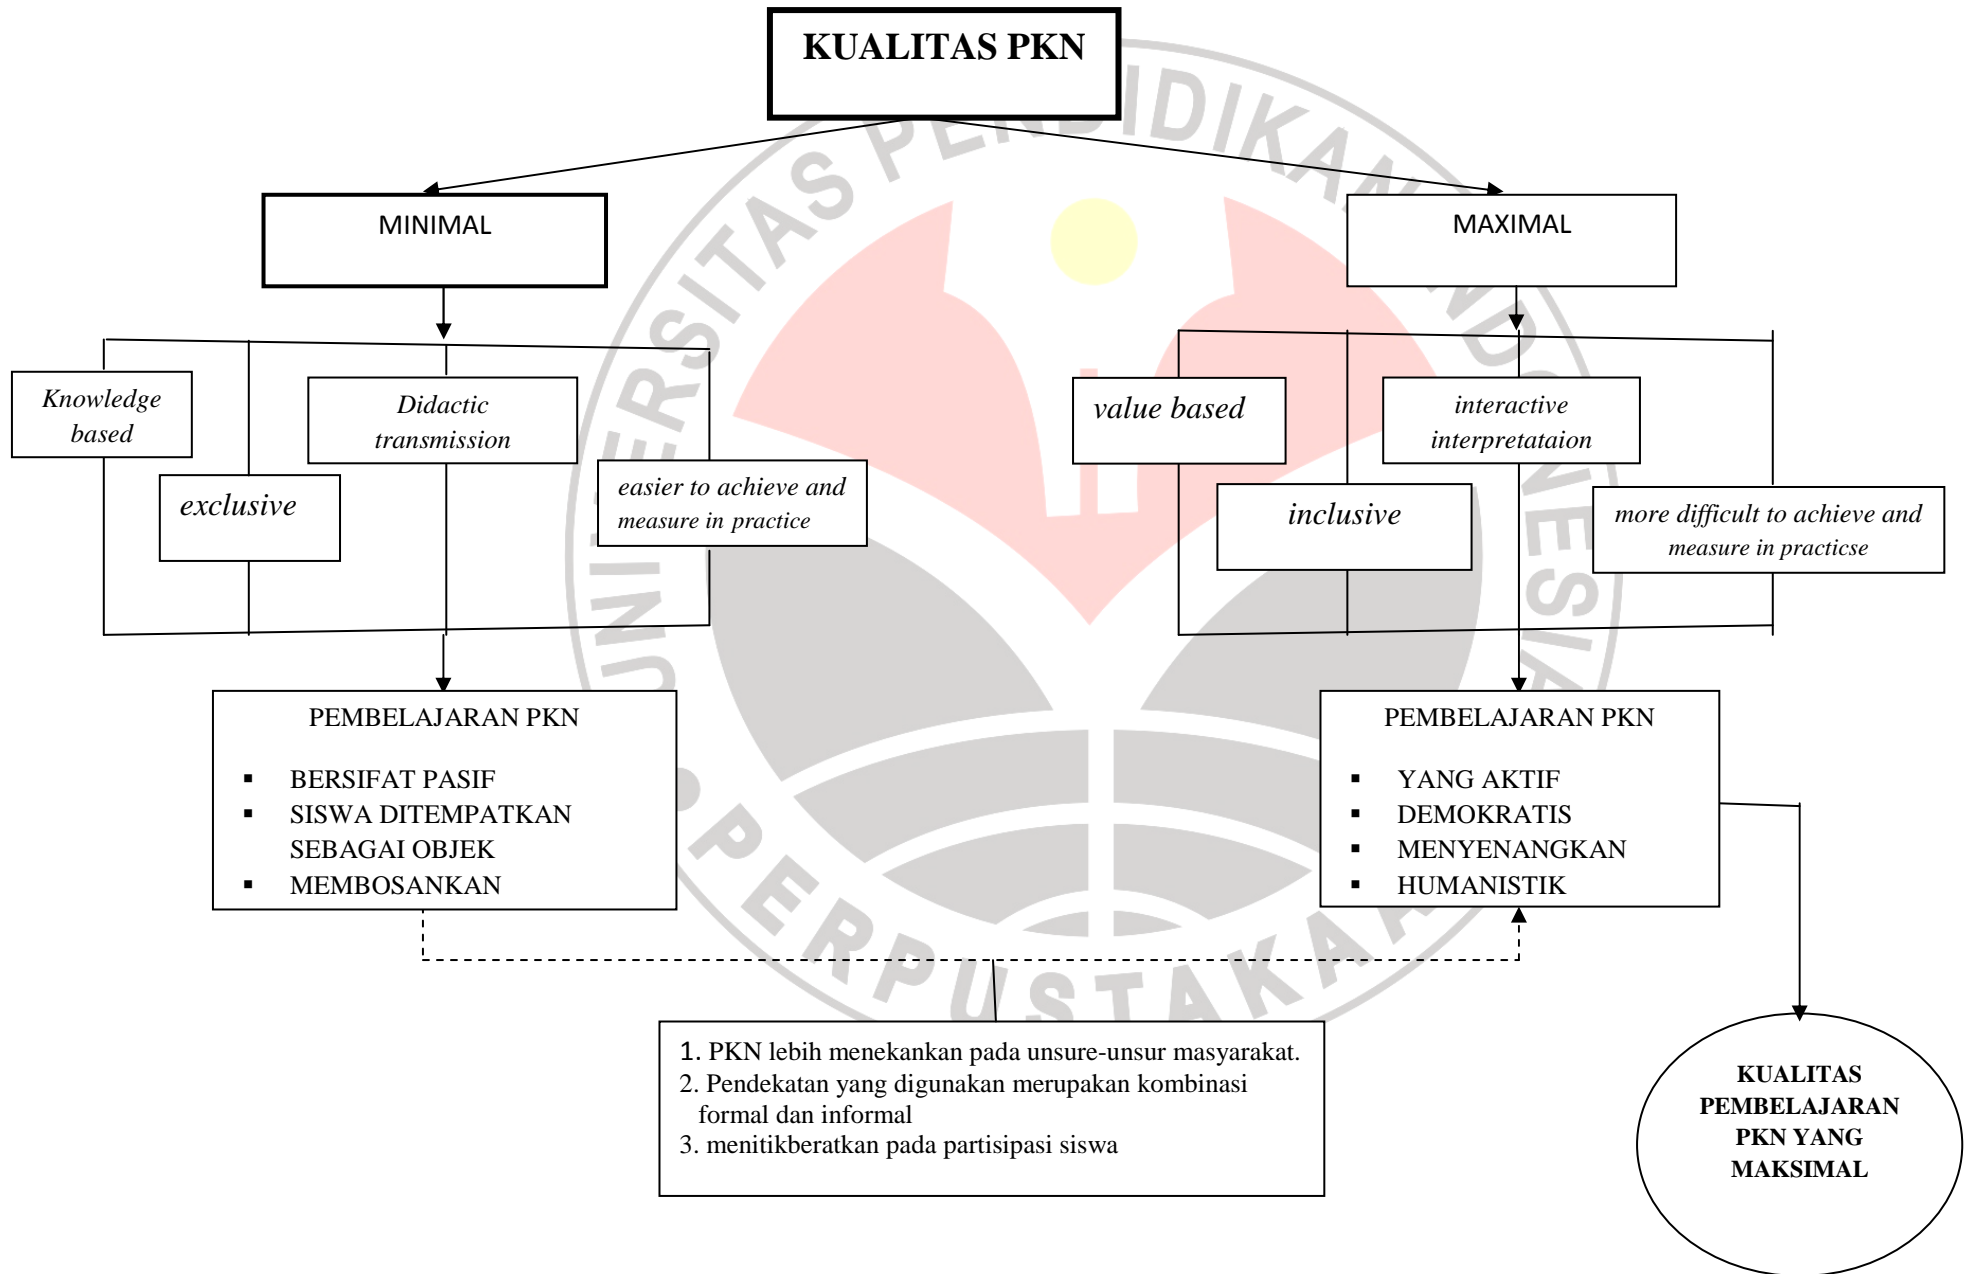 KUALITAS PKN
MINIMAL
MAXIMAL
Knowledge
based
exclusive
Didactic
transmission
easier to achieve and
measure in practice
value based
inclusive
interactive
interpretataion
more difficult to achieve and
measure in practicse
PEMBELAJARAN PKN
▪ BERSIFAT PASIF
▪ SISWA DITEMPATKAN
SEBAGAI OBJEK
▪ MEMBOSANKAN
PEMBELAJARAN PKN
▪ YANG AKTIF
▪ DEMOKRATIS
▪ MENYENANGKAN
▪ HUMANISTIK
1. PKN lebih menekankan pada unsure-unsur masyarakat.
2. Pendekatan yang digunakan merupakan kombinasi
formal dan informal
3. menitikberatkan pada partisipasi siswa
KUALITAS
PEMBELAJARAN
PKN YANG
MAKSIMAL
UNIVERSITAS PENDIDIKAN INDONESIA
PERPUSTAKAAN